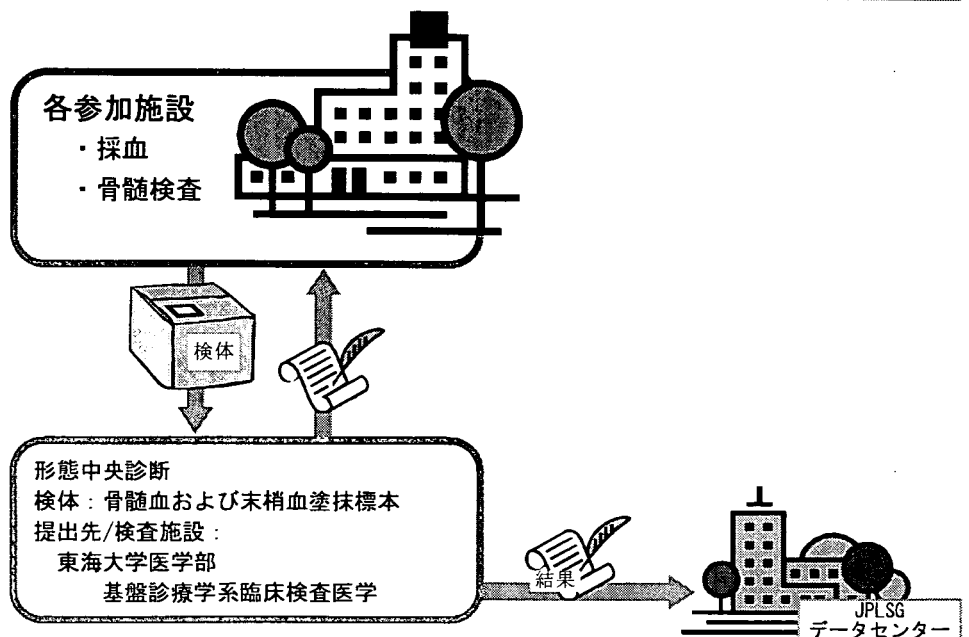 各参加施設
・採血
・骨髄検査
検体
形態中央診断
検体：骨髄血および末梢血塗抹標本
提出先/検査施設：
東海大学医学部
基盤診療学系臨床検査医学
結果
JPLSG
データセンター